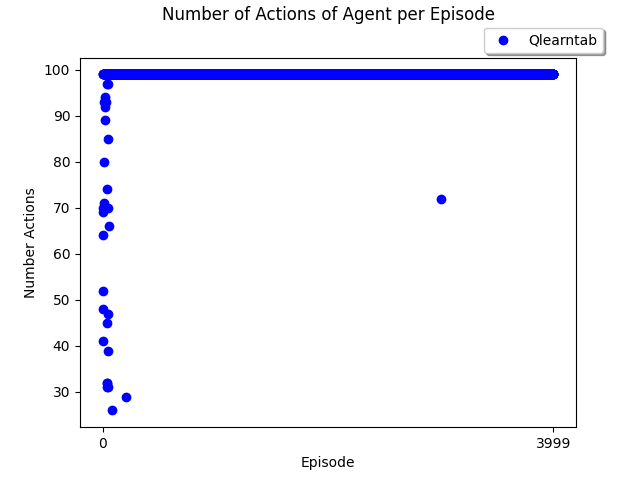 Number of Actions of Agent per Episode
Qlearntab
100
90
80
70
60
50
40
30
Number Actions
0
3999
Episode